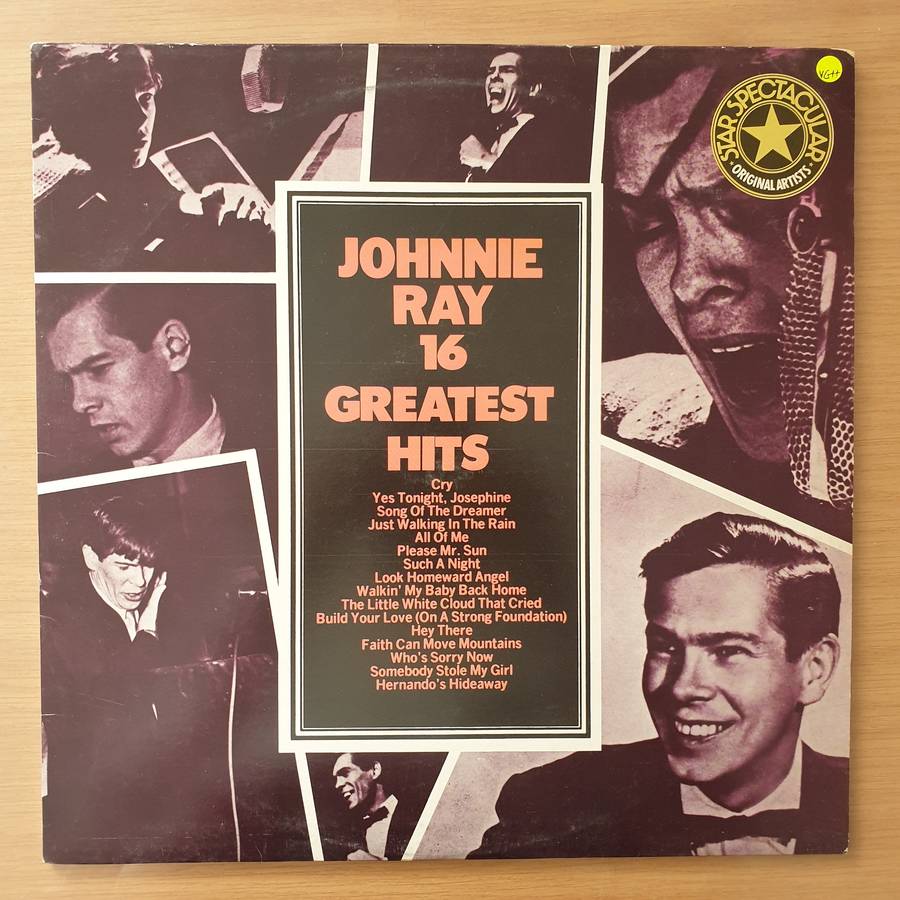 VG++
STAR SPECTACULAR
ORIGINAL ARTISTS
JOHNNIE
RAY
16
GREATEST
HITS
Cry
Yes Tonight, Josephine
Song Of The Dreamer
Just Walking In The Rain
All Of Me
Please Mr. Sun
Such A Night
Look Homeward Angel
Walkin' My Baby Back Home
The Little White Cloud That Cried
Build Your Love (On A Strong Foundation)
Hey There
Faith Can Move Mountains
Who's Sorry Now
Somebody Stole My Girl
Hernando's Hideaway